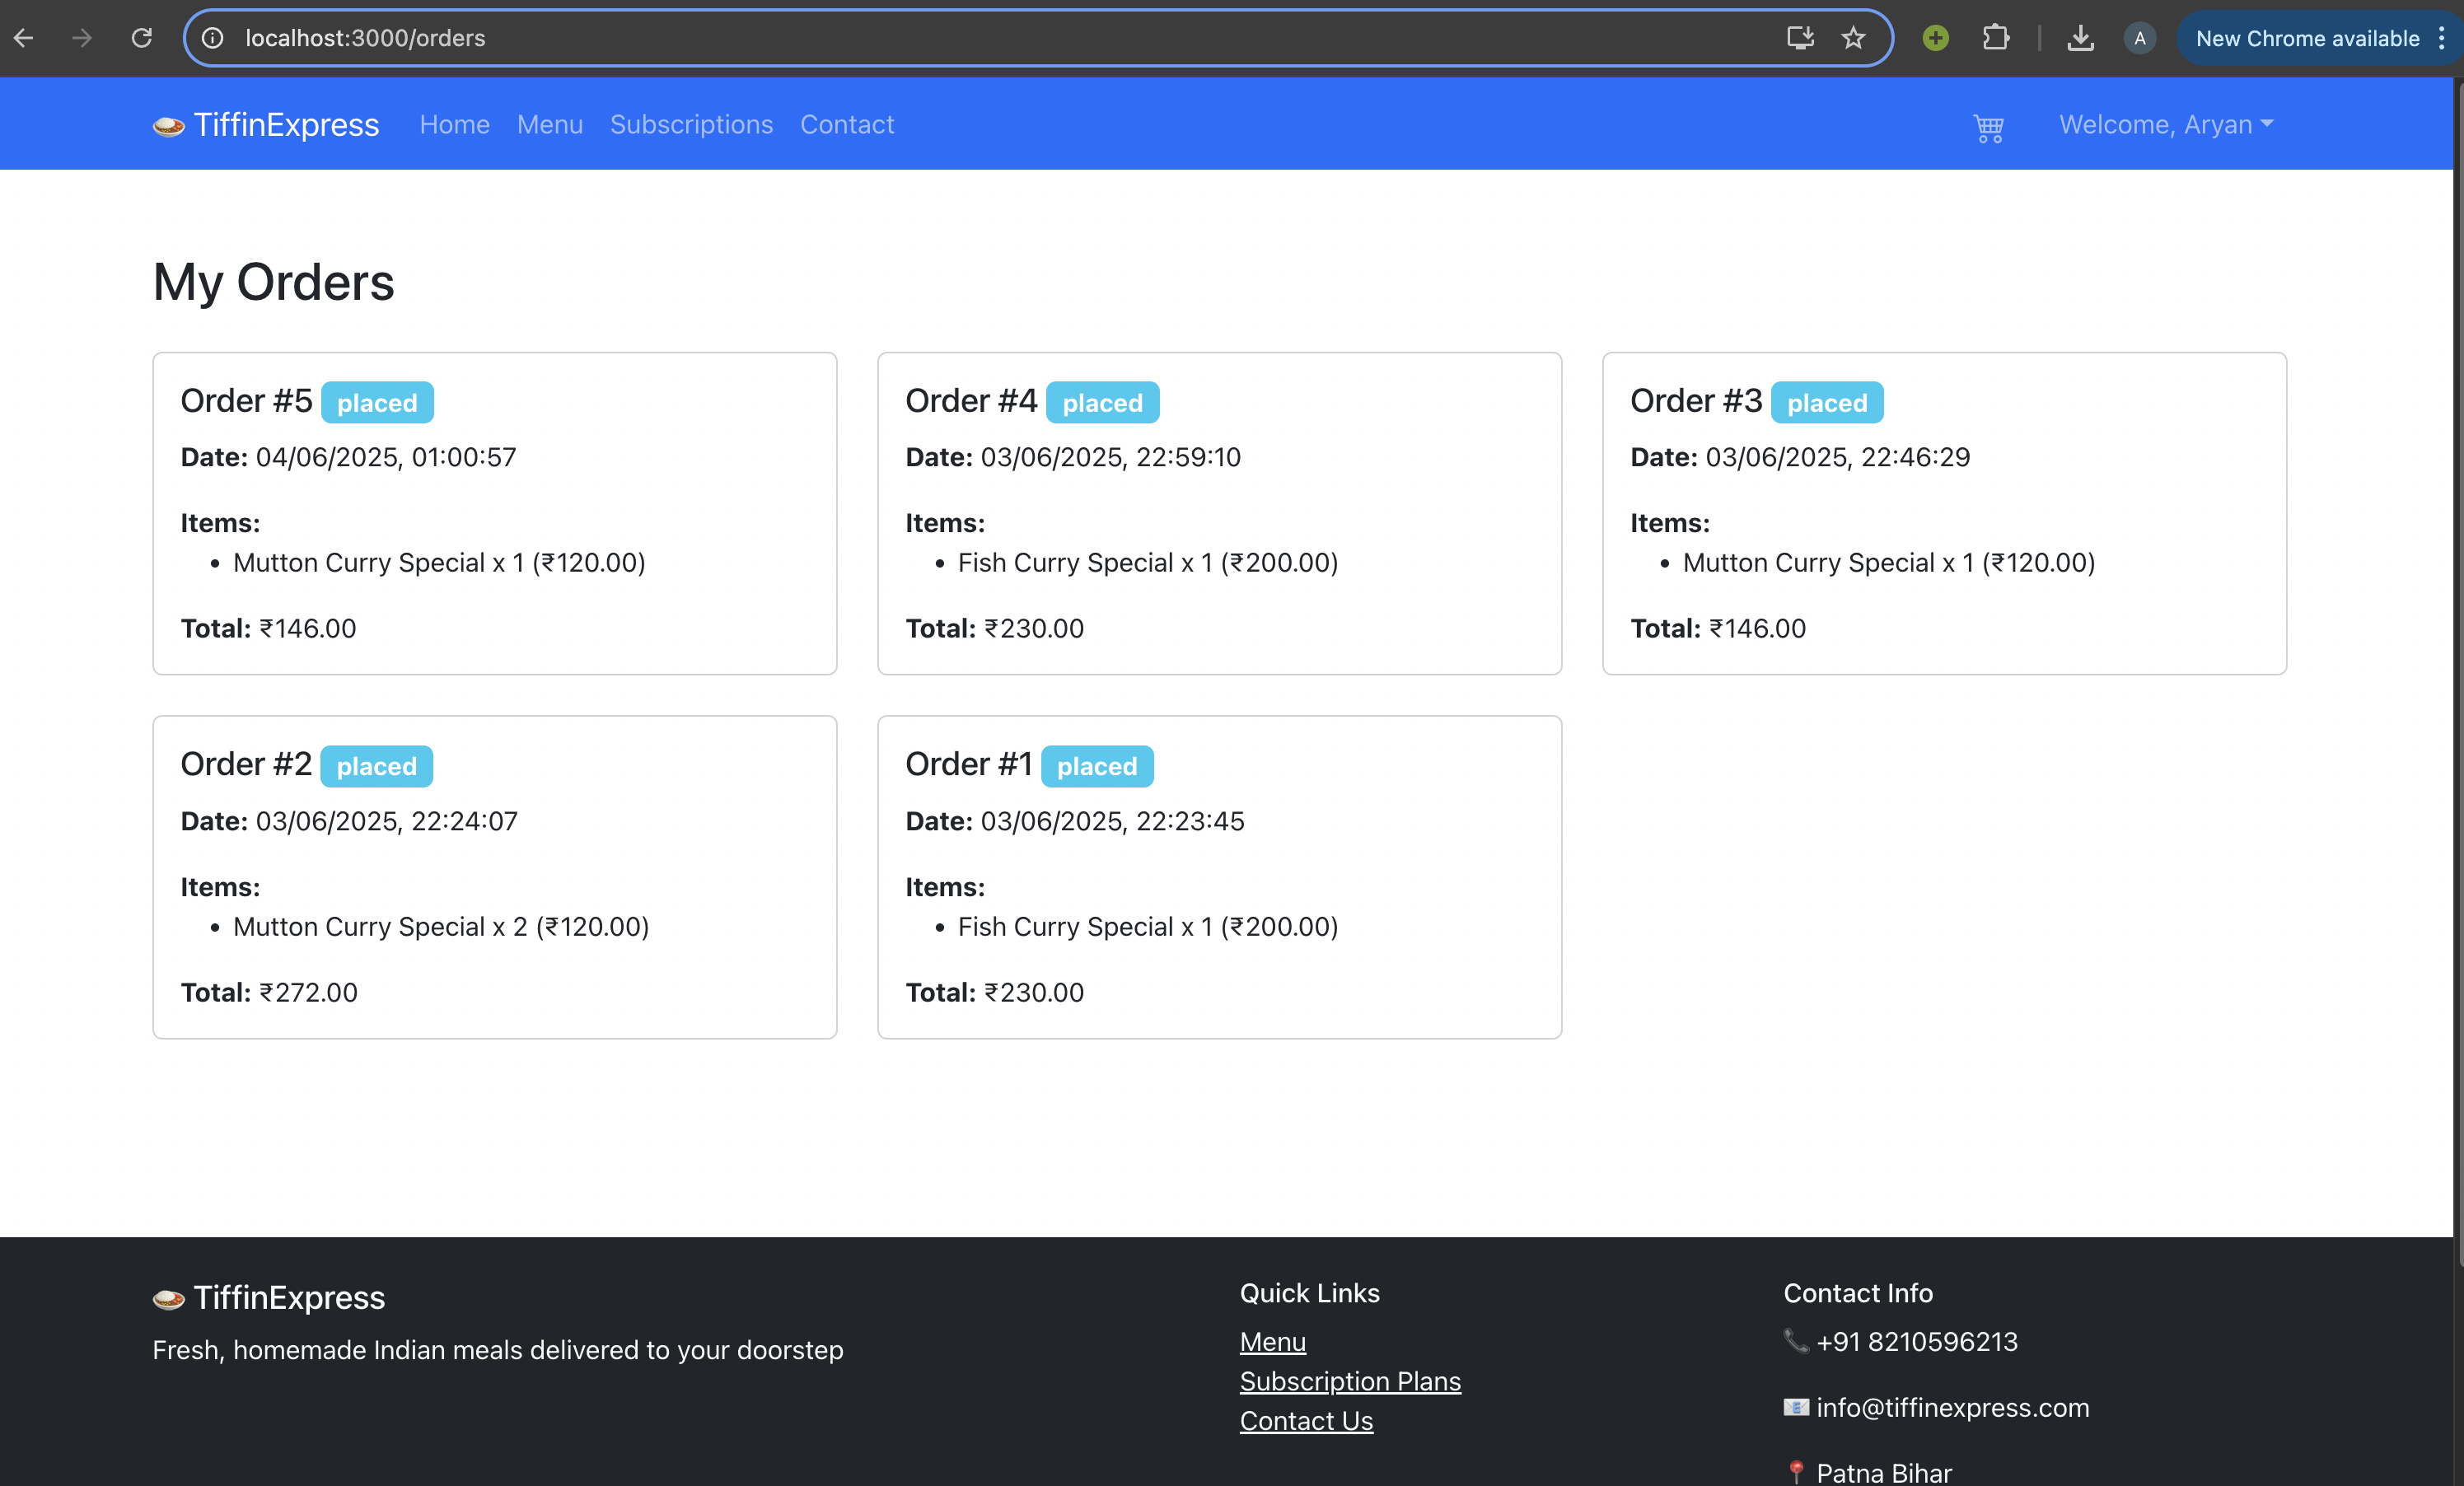 localhost:3000/orders
A
New Chrome available
TiffinExpress Home Menu Subscriptions Contact Welcome, Aryan
My Orders
Order #5 placed
Date: 04/06/2025, 01:00:57
Items:
• Mutton Curry Special x 1 (₹120.00)
Total: ₹146.00
Order #4 placed
Date: 03/06/2025, 22:59:10
Items:
• Fish Curry Special x 1 (₹200.00)
Total: ₹230.00
Order #3 placed
Date: 03/06/2025, 22:46:29
Items:
• Mutton Curry Special x 1 (₹120.00)
Total: ₹146.00
Order #2 placed
Date: 03/06/2025, 22:24:07
Items:
• Mutton Curry Special x 2 (₹120.00)
Total: ₹272.00
Order #1 placed
Date: 03/06/2025, 22:23:45
Items:
• Fish Curry Special x 1 (₹200.00)
Total: ₹230.00
TiffinExpress
Fresh, homemade Indian meals delivered to your doorstep
Quick Links
Menu
Subscription Plans
Contact Us
Contact Info
+91 8210596213
info@tiffinexpress.com
Patna Bihar